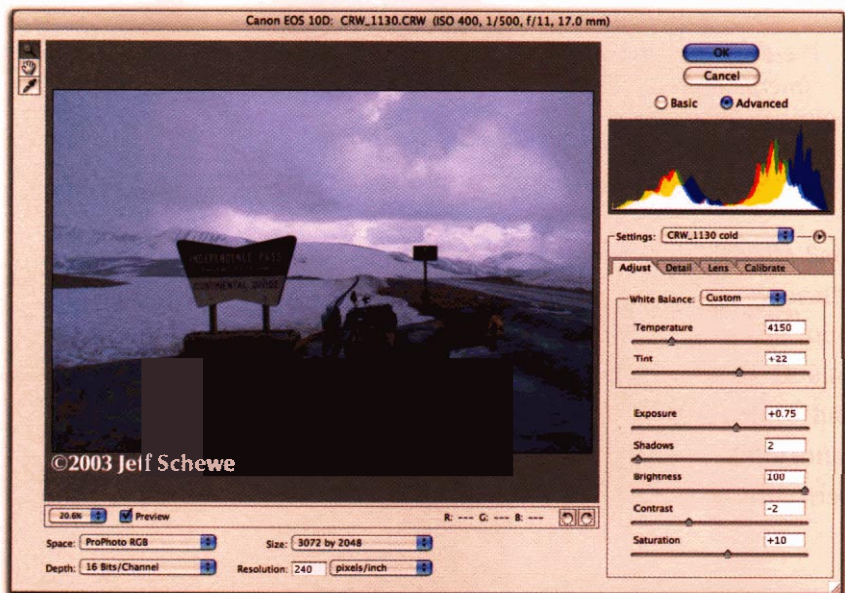 Canon EOS 10D: CRW_1130.CRW (ISO 400, 1/500, f/11, 17.0 mm)
OK
Cancel
Basic Advanced
Settings: CRW_1130 cold
Adjust Detail Lens Calibrate
White Balance: Custom
Temperature 4150
Tint +22
Exposure +0.75
Shadows 2
Brightness 100
Contrast -2
Saturation +10
INDEPENDENCE PASS
CONTINENTAL DIVIDE
©2003 Jeff Schewe
20.6% Preview R: --- G: --- B: ---
Space: ProPhoto RGB Size: 3072 by 2048
Depth: 16 Bits/Channel Resolution: 240 pixels/inch